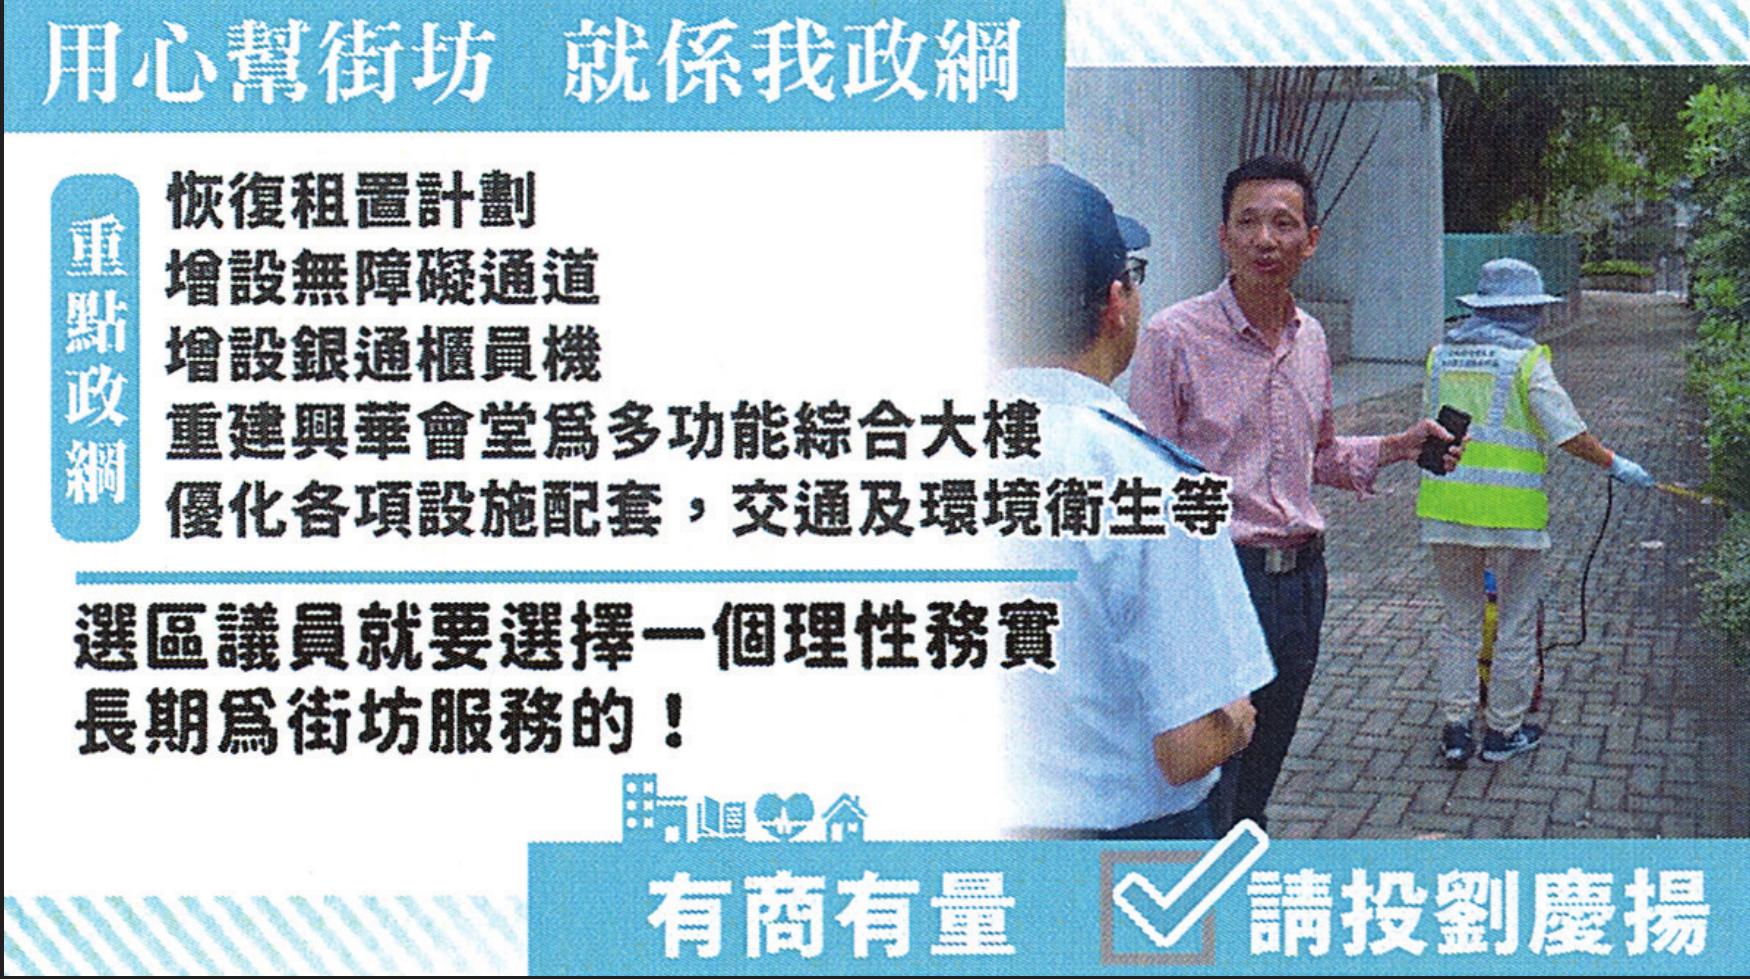 用心幫街坊 就係我政綱
重點政綱
恢復租置計劃
增設無障礙通道
增設銀通櫃員機
重建興華會堂爲多功能綜合大樓
優化各項設施配套，交通及環境衛生等
選區議員就要選擇一個理性務實
長期爲街坊服務的！
有商有量 請投劉慶揚